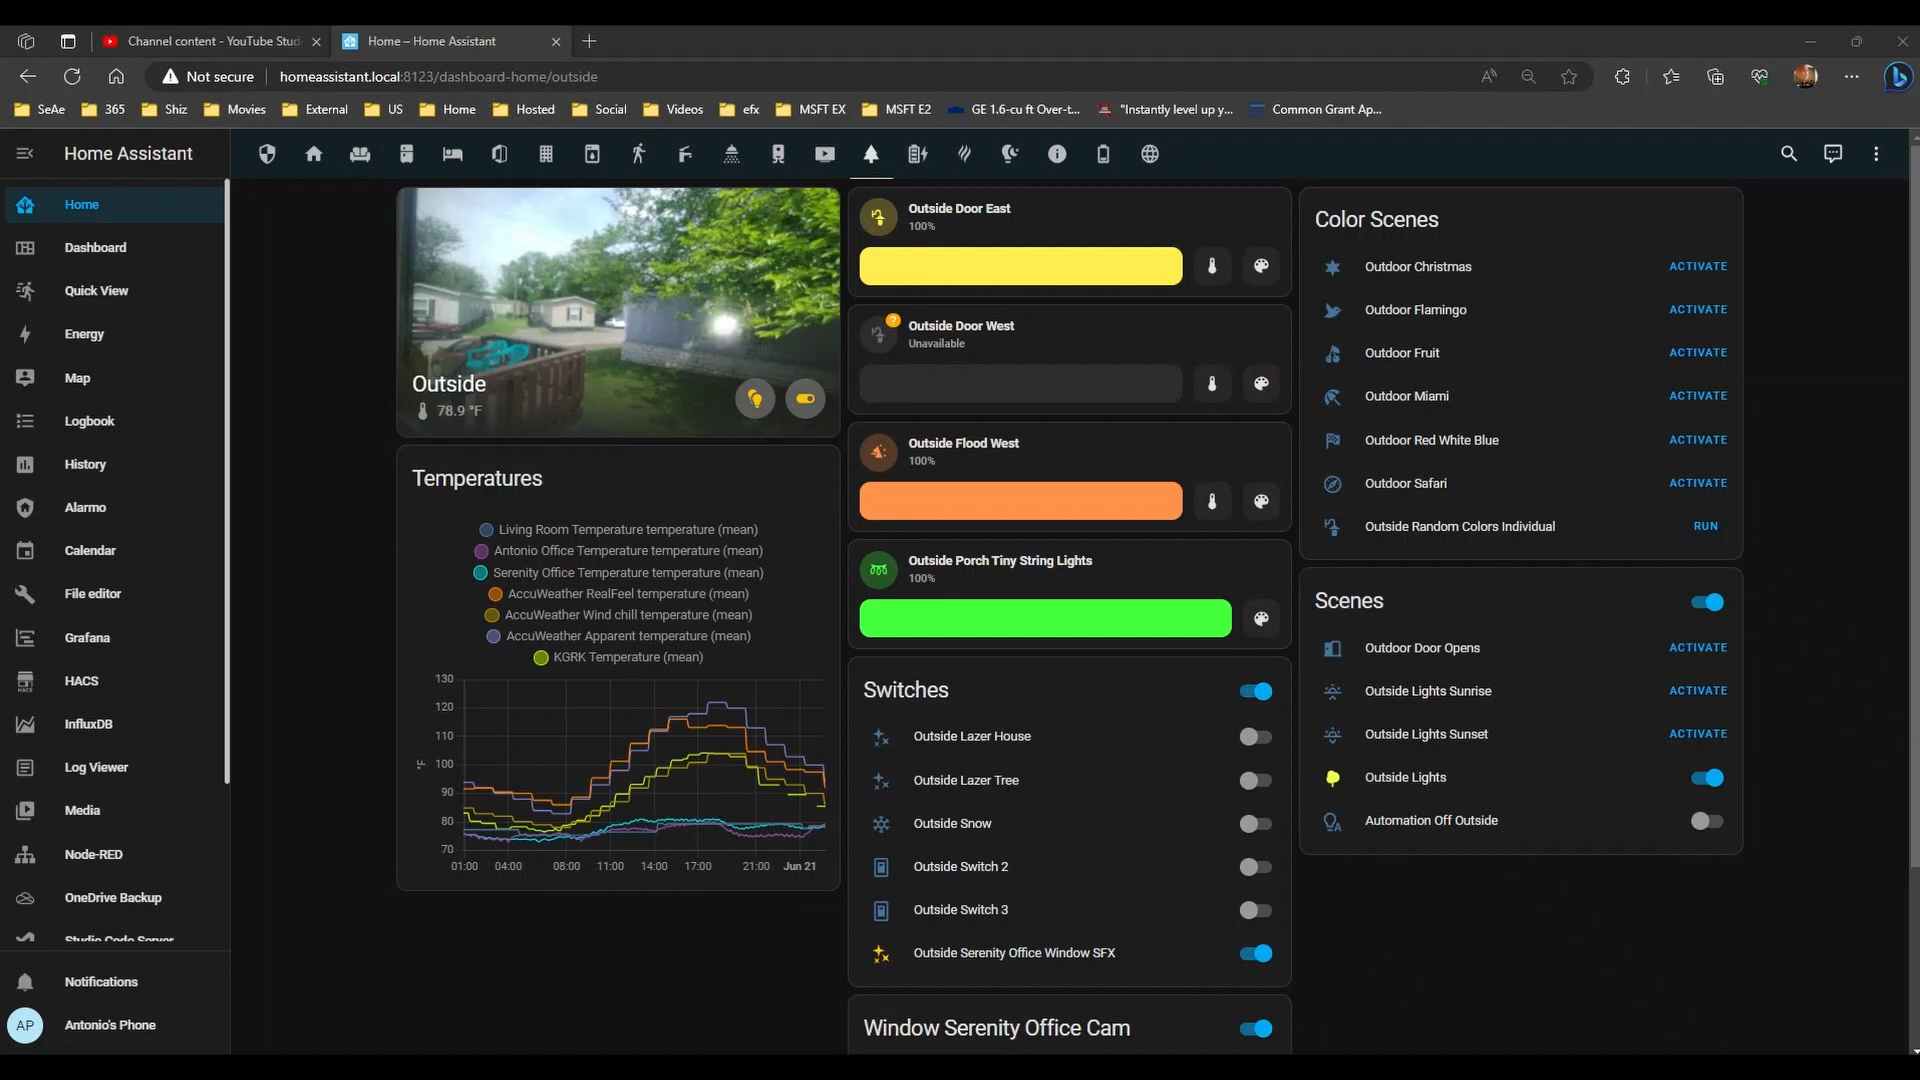 Channel content - YouTube Stud
Home – Home Assistant
Not secure
homeassistant.local:8123/dashboard-home/outside
SeAe
365
Shiz
Movies
External
US
Home
Hosted
Social
Videos
efx
MSFT EX
MSFT E2
GE 1.6-cu ft Over-t...
"Instantly level up y...
Common Grant Ap...
Home Assistant
Home
Dashboard
Quick View
Energy
Map
Logbook
History
Alarmo
Calendar
File editor
Grafana
HACS
HACS
InfluxDB
Log Viewer
Media
Node-RED
OneDrive Backup
Studio Code Server
Notifications
AP
Antonio's Phone
Outside
78.9 °F
Temperatures
Living Room Temperature temperature (mean)
Antonio Office Temperature temperature (mean)
Serenity Office Temperature temperature (mean)
AccuWeather RealFeel temperature (mean)
AccuWeather Wind chill temperature (mean)
AccuWeather Apparent temperature (mean)
KGRK Temperature (mean)
°F
130
120
110
100
90
80
70
01:00
04:00
08:00
11:00
14:00
17:00
21:00
Jun 21
Outside Door East
100%
Outside Door West
Unavailable
Outside Flood West
100%
Outside Porch Tiny String Lights
100%
Switches
Outside Lazer House
Outside Lazer Tree
Outside Snow
Outside Switch 2
Outside Switch 3
Outside Serenity Office Window SFX
Window Serenity Office Cam
Color Scenes
Outdoor Christmas ACTIVATE
Outdoor Flamingo ACTIVATE
Outdoor Fruit ACTIVATE
Outdoor Miami ACTIVATE
Outdoor Red White Blue ACTIVATE
Outdoor Safari ACTIVATE
Outside Random Colors Individual RUN
Scenes
Outdoor Door Opens ACTIVATE
Outside Lights Sunrise ACTIVATE
Outside Lights Sunset ACTIVATE
Outside Lights
Automation Off Outside